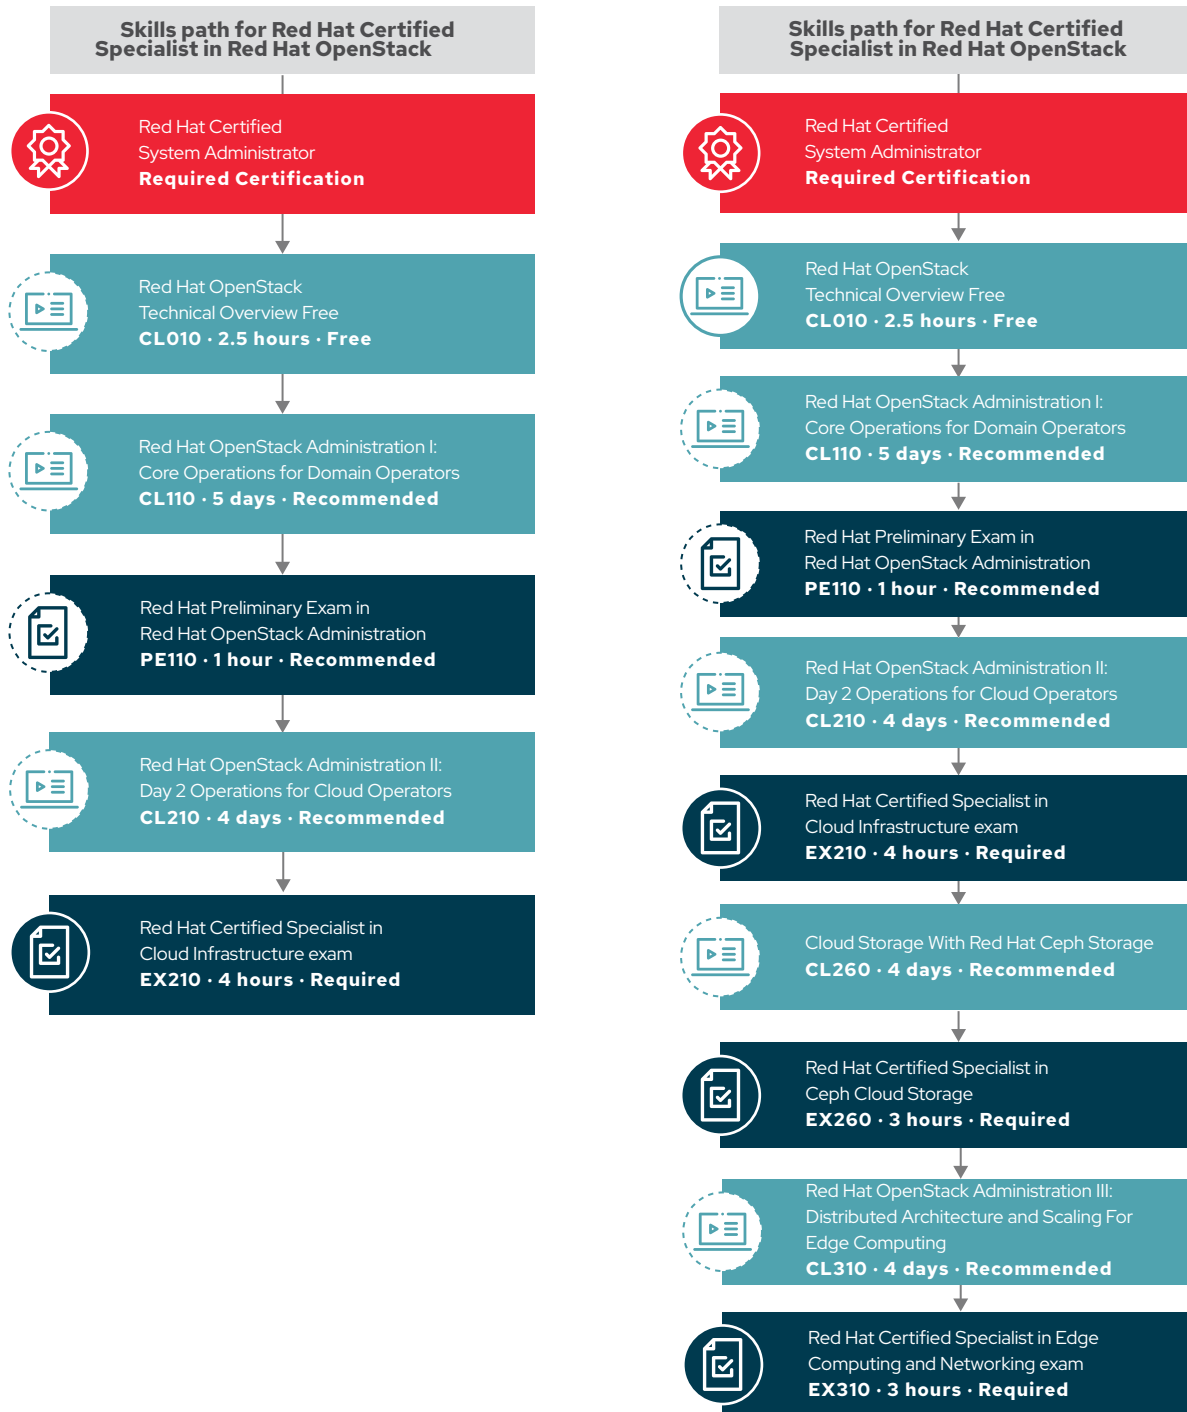 Skills path for Red Hat Certified
Specialist in Red Hat OpenStack
Red Hat Certified
System Administrator
Required Certification
Red Hat OpenStack
Technical Overview Free
CL010 · 2.5 hours · Free
Red Hat OpenStack Administration I:
Core Operations for Domain Operators
CL110 · 5 days · Recommended
Red Hat Preliminary Exam in
Red Hat OpenStack Administration
PE110 · 1 hour · Recommended
Red Hat OpenStack Administration II:
Day 2 Operations for Cloud Operators
CL210 · 4 days · Recommended
Red Hat Certified Specialist in
Cloud Infrastructure exam
EX210 · 4 hours · Required
Skills path for Red Hat Certified
Specialist in Red Hat OpenStack
Red Hat Certified
System Administrator
Required Certification
Red Hat OpenStack
Technical Overview Free
CL010 · 2.5 hours · Free
Red Hat OpenStack Administration I:
Core Operations for Domain Operators
CL110 · 5 days · Recommended
Red Hat Preliminary Exam in
Red Hat OpenStack Administration
PE110 · 1 hour · Recommended
Red Hat OpenStack Administration II:
Day 2 Operations for Cloud Operators
CL210 · 4 days · Recommended
Red Hat Certified Specialist in
Cloud Infrastructure exam
EX210 · 4 hours · Required
Cloud Storage With Red Hat Ceph Storage
CL260 · 4 days · Recommended
Red Hat Certified Specialist in
Ceph Cloud Storage
EX260 · 3 hours · Required
Red Hat OpenStack Administration III:
Distributed Architecture and Scaling For
Edge Computing
CL310 · 4 days · Recommended
Red Hat Certified Specialist in Edge
Computing and Networking exam
EX310 · 3 hours · Required